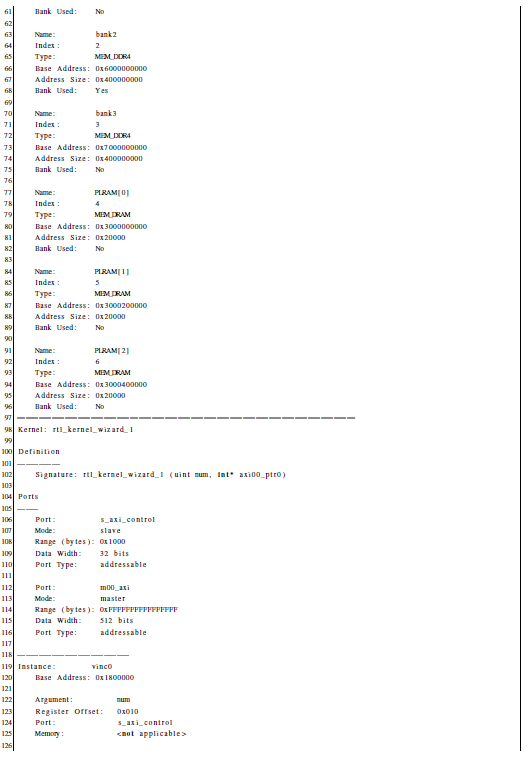 61 Bank Used: No
62
63 Name: bank2
64 Index: 2
65 Type: MEM_DDR4
66 Base Address: 0x6000000000
67 Address Size: 0x400000000
68 Bank Used: Yes
69
70 Name: bank3
71 Index: 3
72 Type: MEM_DDR4
73 Base Address: 0x7000000000
74 Address Size: 0x400000000
75 Bank Used: No
76
77 Name: PLRAM[0]
78 Index: 4
79 Type: MEM_DRAM
80 Base Address: 0x3000000000
81 Address Size: 0x20000
82 Bank Used: No
83
84 Name: PLRAM[1]
85 Index: 5
86 Type: MEM_DRAM
87 Base Address: 0x3000200000
88 Address Size: 0x20000
89 Bank Used: No
90
91 Name: PLRAM[2]
92 Index: 6
93 Type: MEM_DRAM
94 Base Address: 0x3000400000
95 Address Size: 0x20000
96 Bank Used: No
97
98 Kernel: rtl_kernel_wizard_1
99
100 Definition
101
102 Signature: rtl_kernel_wizard_1 (uint num, int* axi00_ptr0)
103
104 Ports
105
106 Port: s_axi_control
107 Mode: slave
108 Range (bytes): 0x1000
109 Data Width: 32 bits
110 Port Type: addressable
111
112 Port: m00_axi
113 Mode: master
114 Range (bytes): 0xFFFFFFFFFFFFFFFF
115 Data Width: 512 bits
116 Port Type: addressable
117
118
119 Instance: vinc0
120 Base Address: 0x1800000
121
122 Argument: num
123 Register Offset: 0x010
124 Port: s_axi_control
125 Memory: <not applicable>
126